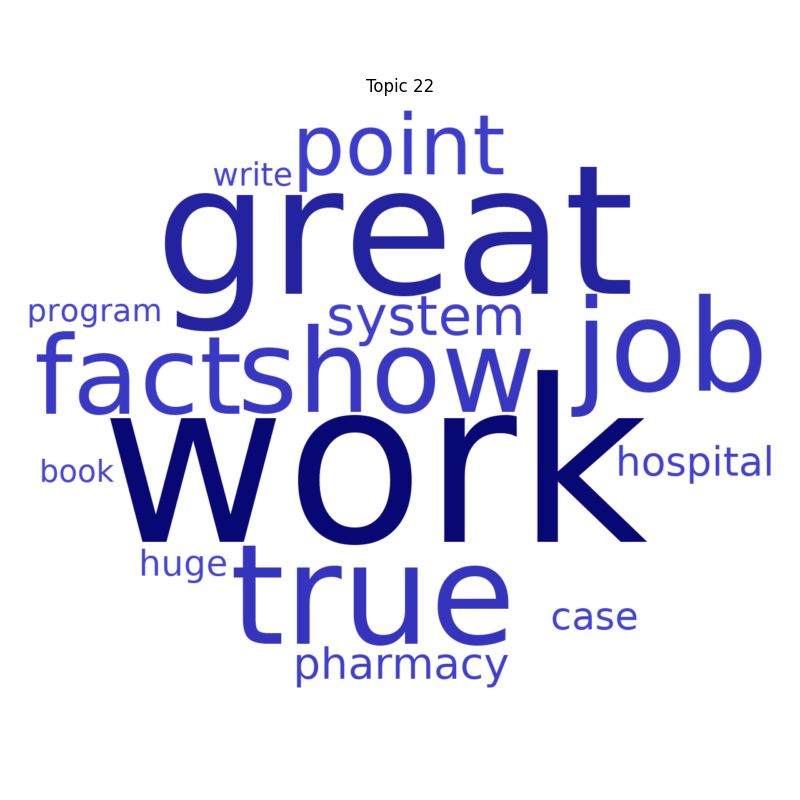 Topic 22
point
write
great
program
system
job
fact
show
work
book
hospital
huge
true
case
pharmacy